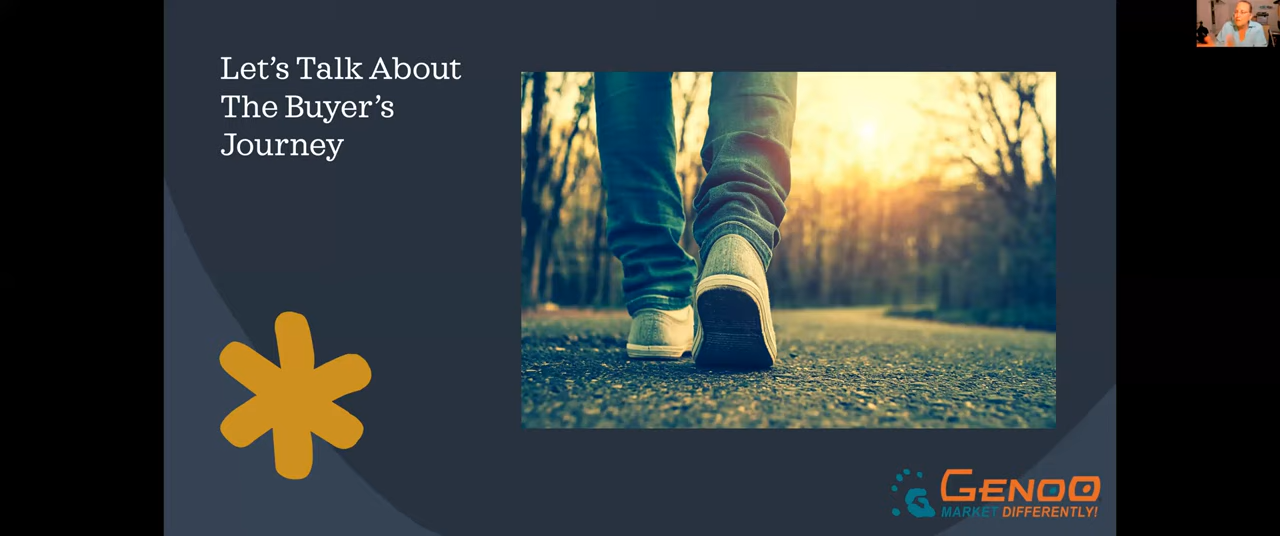 Let's Talk About
The Buyer's
Journey
GENOO
MARKET DIFFERENTLY!